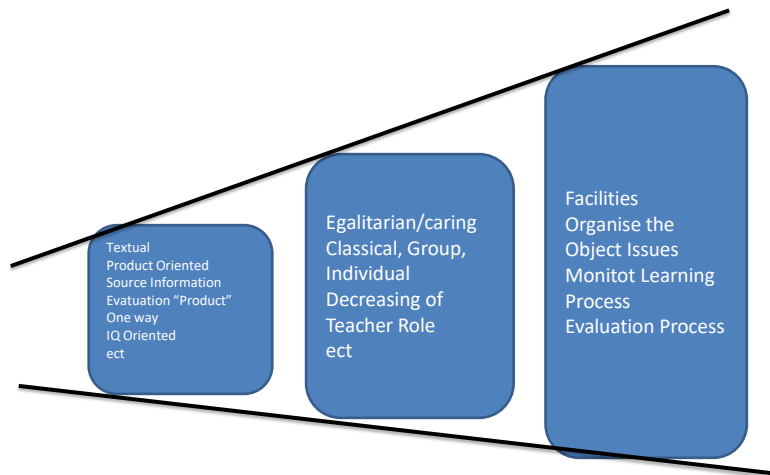 Textual
Product Oriented
Source Information
Evatuation “Product”
One way
IQ Oriented
ect
Egalitarian/caring
Classical, Group,
Individual
Decreasing of
Teacher Role
ect
Facilities
Organise the
Object Issues
Monitot Learning
Process
Evaluation Process